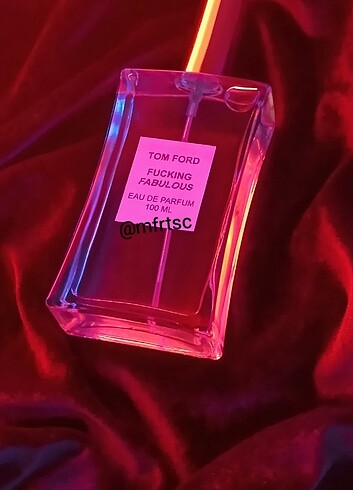 TOM FORD
FUCKING
FABULOUS
EAU DE PARFUM
100 ML
@mfrtsc